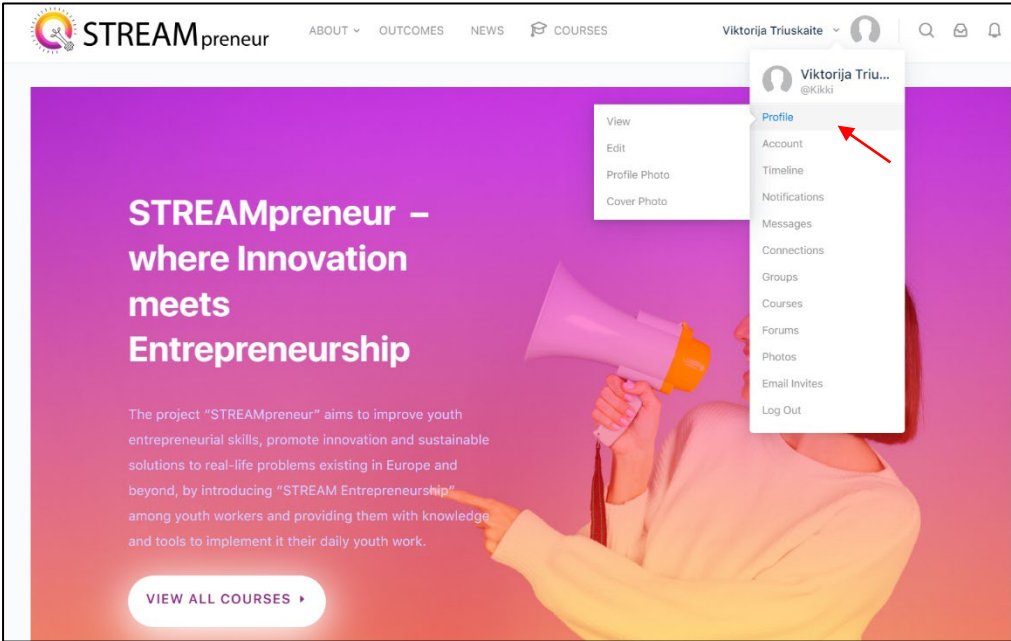 STREAMpreneur
ABOUT
OUTCOMES
NEWS
COURSES
Viktorija Triuskaite
Viktorija Triu...
@Kikki
Profile
Account
Timeline
Notifications
Messages
Connections
Groups
Courses
Forums
Photos
Email Invites
Log Out
View
Edit
Profile Photo
Cover Photo
STREAMpreneur –
where Innovation
meets
Entrepreneurship
The project "STREAMpreneur" aims to improve youth
entrepreneurial skills, promote innovation and sustainable
solutions to real-life problems existing in Europe and
beyond, by introducing "STREAM Entrepreneurship"
among youth workers and providing them with knowledge
and tools to implement it their daily youth work.
VIEW ALL COURSES